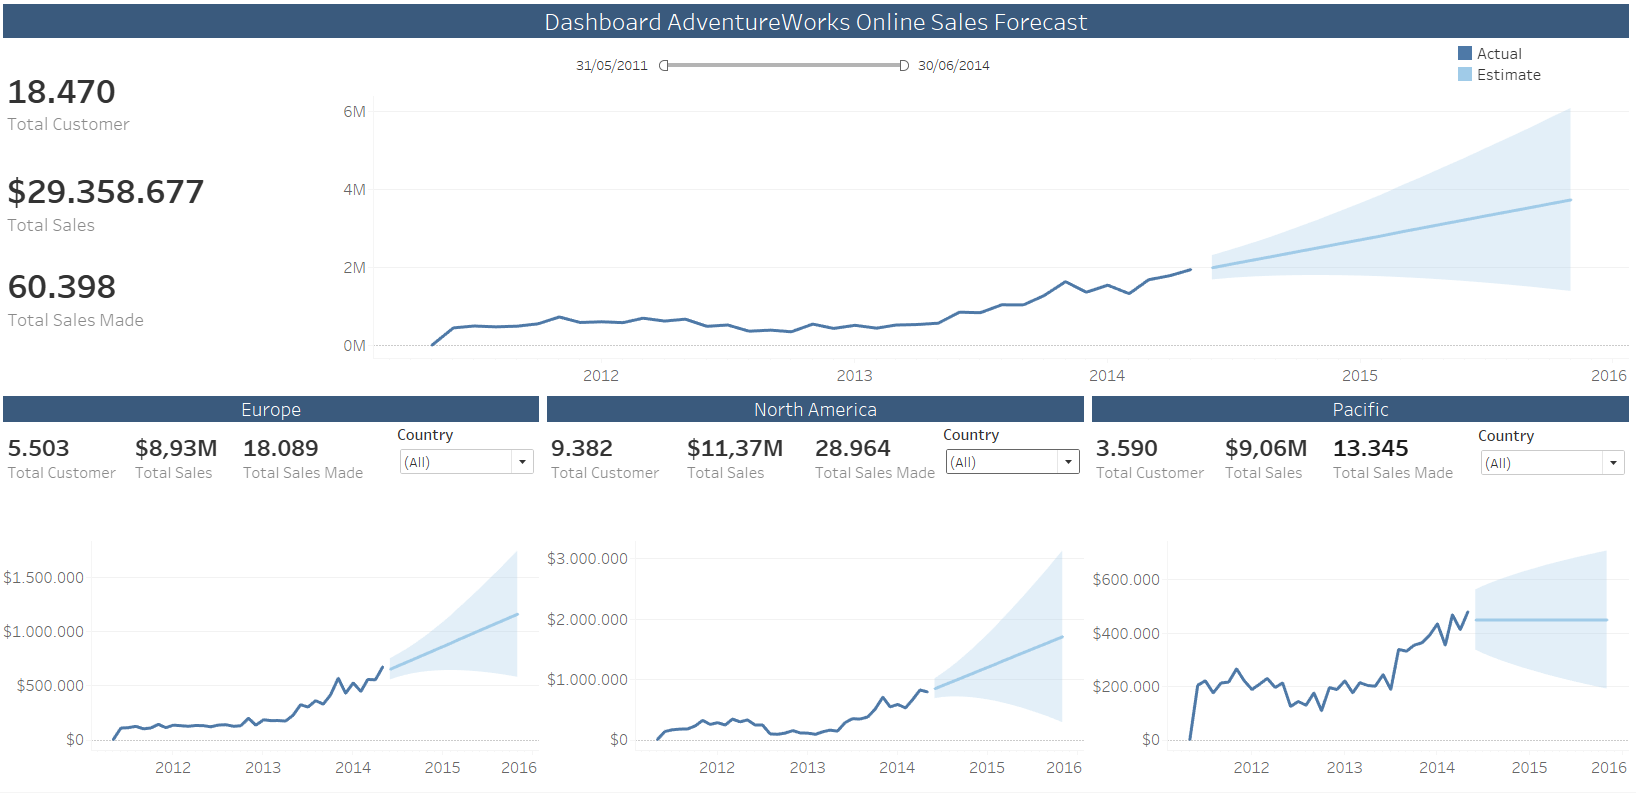 Dashboard AdventureWorks Online Sales Forecast
31/05/2011
30/06/2014
Actual
Estimate
18.470
Total Customer
$29.358.677
Total Sales
60.398
Total Sales Made
6M
4M
2M
0M
2012 2013 2014 2015 2016
Europe
5.503 $8,93M 18.089
Total Customer Total Sales Total Sales Made
Country
(All)
$1.500.000
$1.000.000
$500.000
$0
2012 2013 2014 2015 2016
North America
9.382 $11,37M 28.964
Total Customer Total Sales Total Sales Made
Country
(All)
$3.000.000
$2.000.000
$1.000.000
$0
2012 2013 2014 2015 2016
Pacific
3.590 $9,06M 13.345
Total Customer Total Sales Total Sales Made
Country
(All)
$600.000
$400.000
$200.000
$0
2012 2013 2014 2015 2016